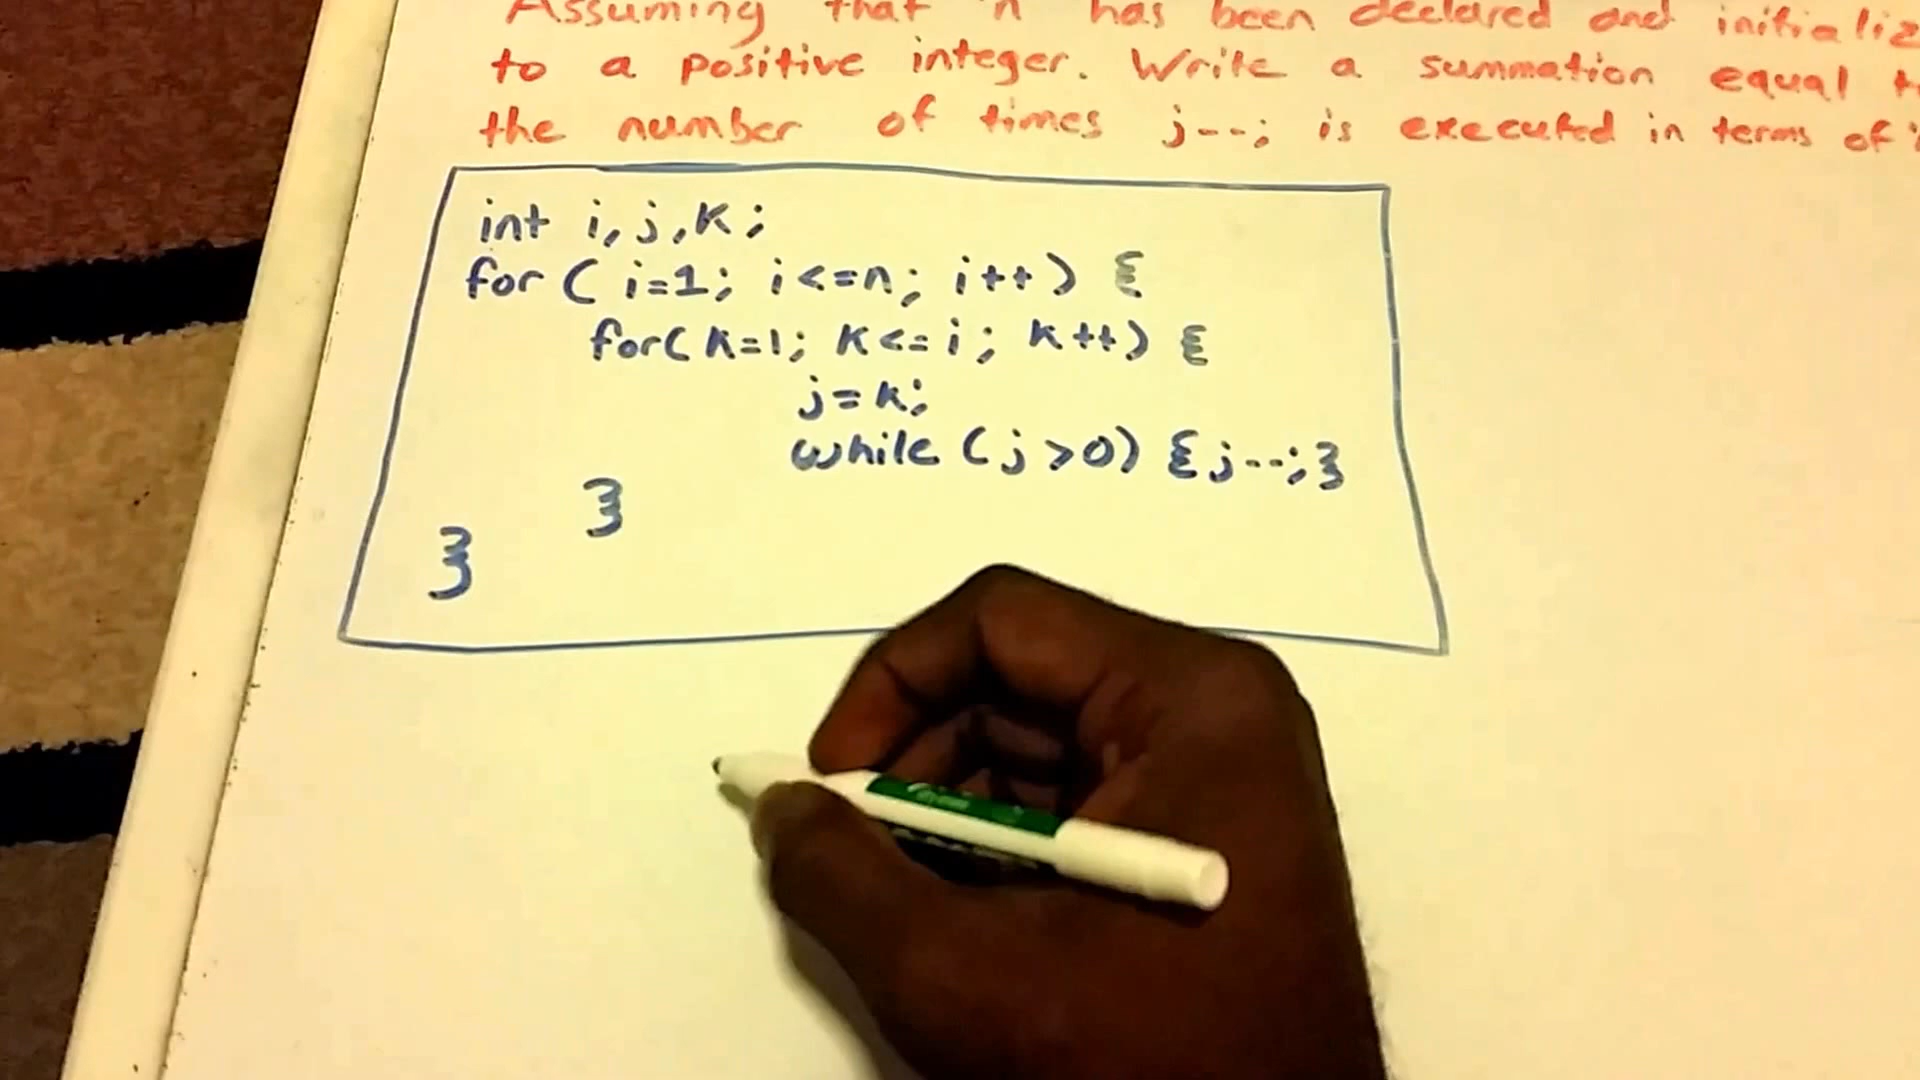 Assuming that n has been declared and
to a positive integer. Write a summation equal
the number of times j--; is executed in terms of
int i, j, k;
for ( i=1; i<=n; i++) {
for( k=1; k<=i; k++) {
j=k;
while (j>0) {j--;}
}
}